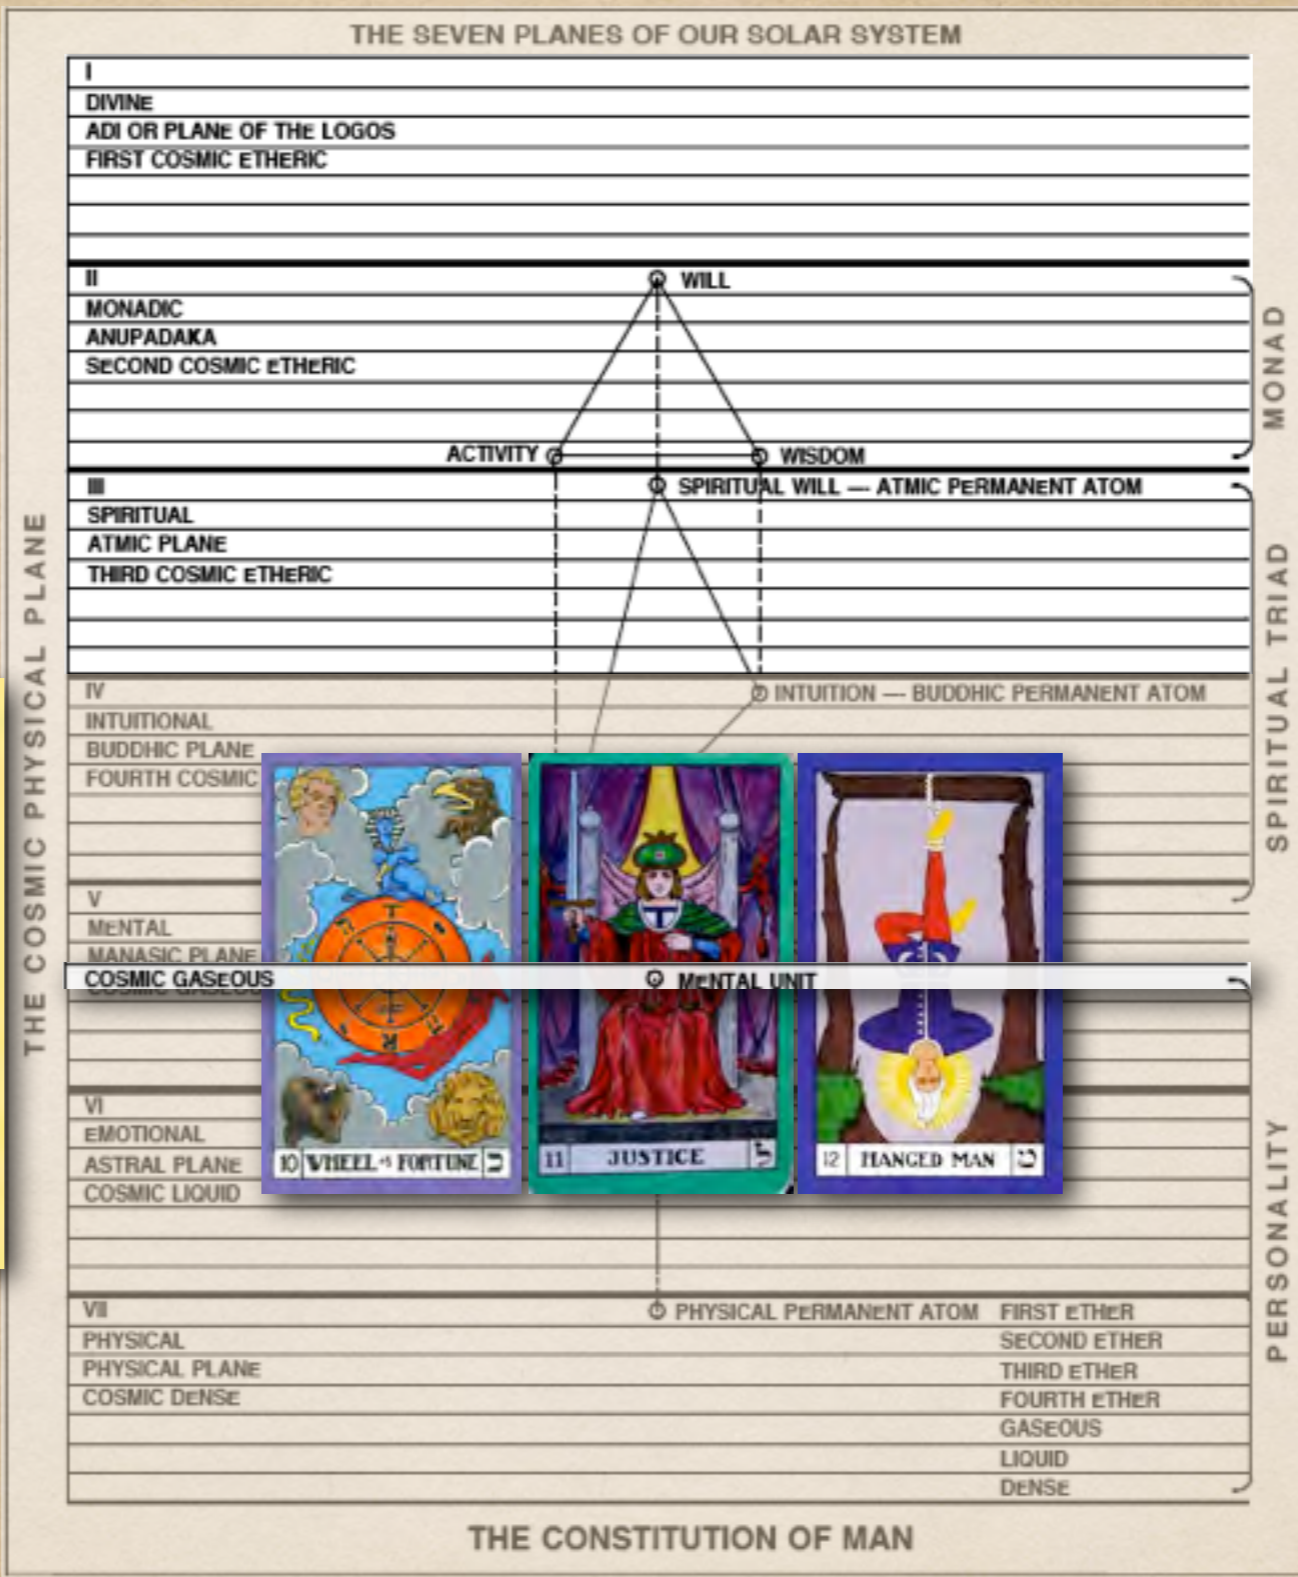 THE SEVEN PLANES OF OUR SOLAR SYSTEM
I
DIVINE
ADI OR PLANE OF THE LOGOS
FIRST COSMIC ETHERIC
II
WILL
MONADIC
ANUPADAKA
SECOND COSMIC ETHERIC
ACTIVITY
WISDOM
MONAD
III
SPIRITUAL WILL — ATMIC PERMANENT ATOM
SPIRITUAL
ATMIC PLANE
THIRD COSMIC ETHERIC
THE COSMIC PHYSICAL PLANE
SPIRITUAL TRIAD
IV
INTUITION — BUDDHIC PERMANENT ATOM
INTUITIONAL
BUDDHIC PLANE
FOURTH COSMIC
V
MENTAL
MANASIC PLANE
COSMIC GASEOUS
MENTAL UNIT
COSMIC GASEOUS
VI
EMOTIONAL
ASTRAL PLANE
COSMIC LIQUID
10 WHEEL of FORTUNE כ
11 JUSTICE ל
12 HANGED MAN מ
PERSONALITY
VII
PHYSICAL PERMANENT ATOM
FIRST ETHER
PHYSICAL
SECOND ETHER
PHYSICAL PLANE
THIRD ETHER
COSMIC DENSE
FOURTH ETHER
GASEOUS
LIQUID
DENSE
THE CONSTITUTION OF MAN